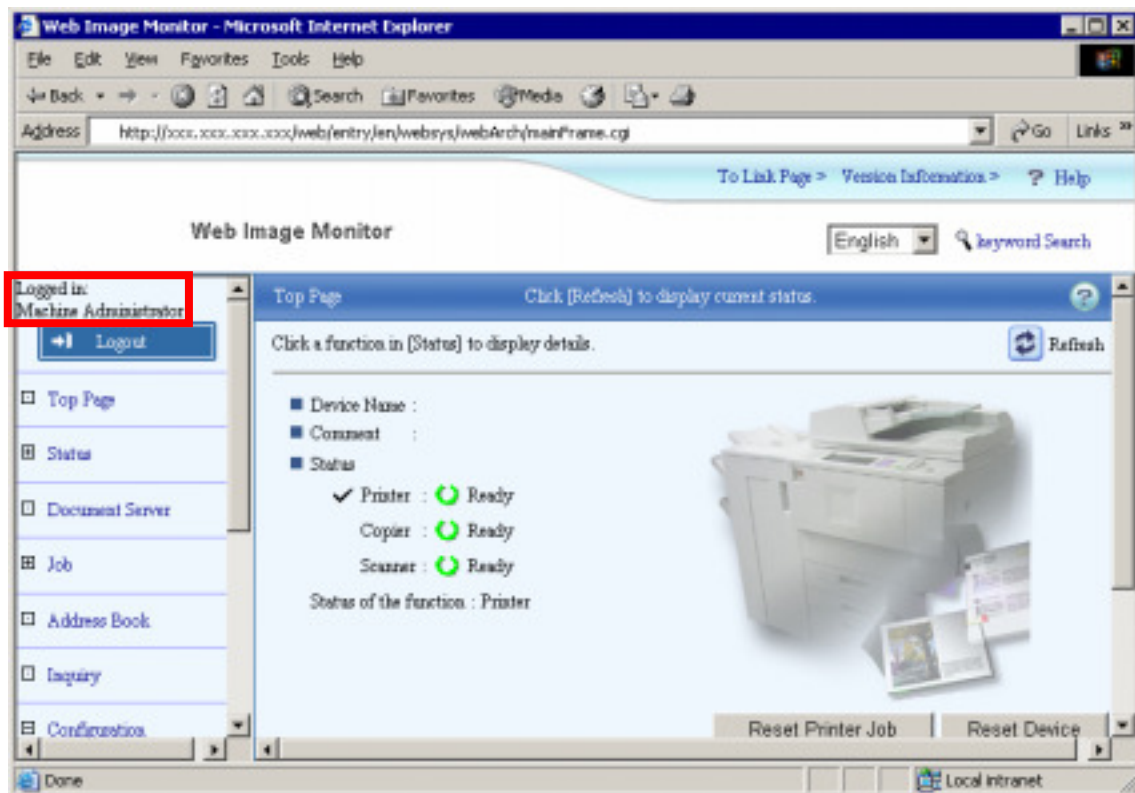 Web Image Monitor - Microsoft Internet Explorer
File Edit View Favorites Tools Help
Back Search Favorites Media
Address http://xxx.xxx.xxx.xxx/web/entry/en/websys/webArch/mainFrame.cgi Go Links »
To Link Page > Version Information > ? Help
Web Image Monitor English keyword Search
Logged in:
Machine Administrator
Logout
Top Page
Status
Document Server
Job
Address Book
Inquiry
Configuration
Top Page Click [Refresh] to display current status. ?
Click a function in [Status] to display details. Refresh
Device Name :
Comment :
Status
Printer : Ready
Copier : Ready
Scanner : Ready
Status of the function : Printer
Reset Printer Job Reset Device
Done Local intranet